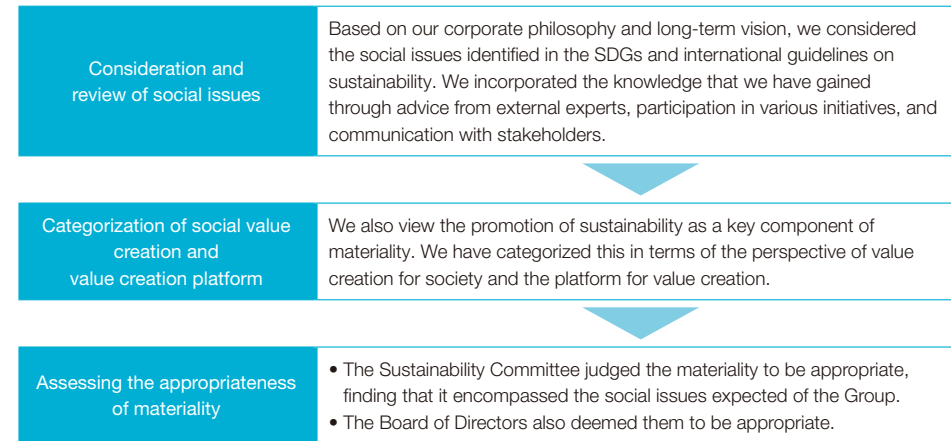 Consideration and
review of social issues
Based on our corporate philosophy and long-term vision, we considered
the social issues identified in the SDGs and international guidelines on
sustainability. We incorporated the knowledge that we have gained
through advice from external experts, participation in various initiatives, and
communication with stakeholders.
Categorization of social value
creation and
value creation platform
We also view the promotion of sustainability as a key component of
materiality. We have categorized this in terms of the perspective of value
creation for society and the platform for value creation.
Assessing the appropriateness
of materiality
• The Sustainability Committee judged the materiality to be appropriate,
finding that it encompassed the social issues expected of the Group.
• The Board of Directors also deemed them to be appropriate.